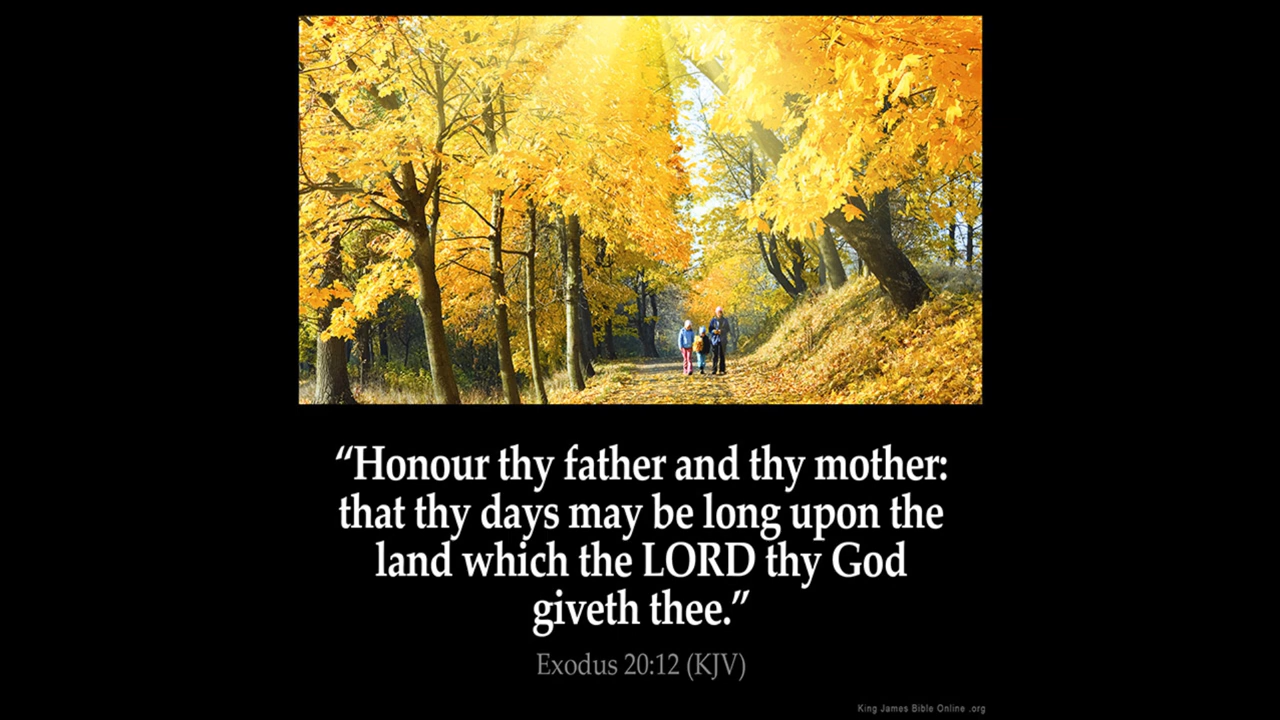 “Honour thy father and thy mother:
that thy days may be long upon the
land which the LORD thy God
giveth thee.”
Exodus 20:12 (KJV)
King James Bible Online .org